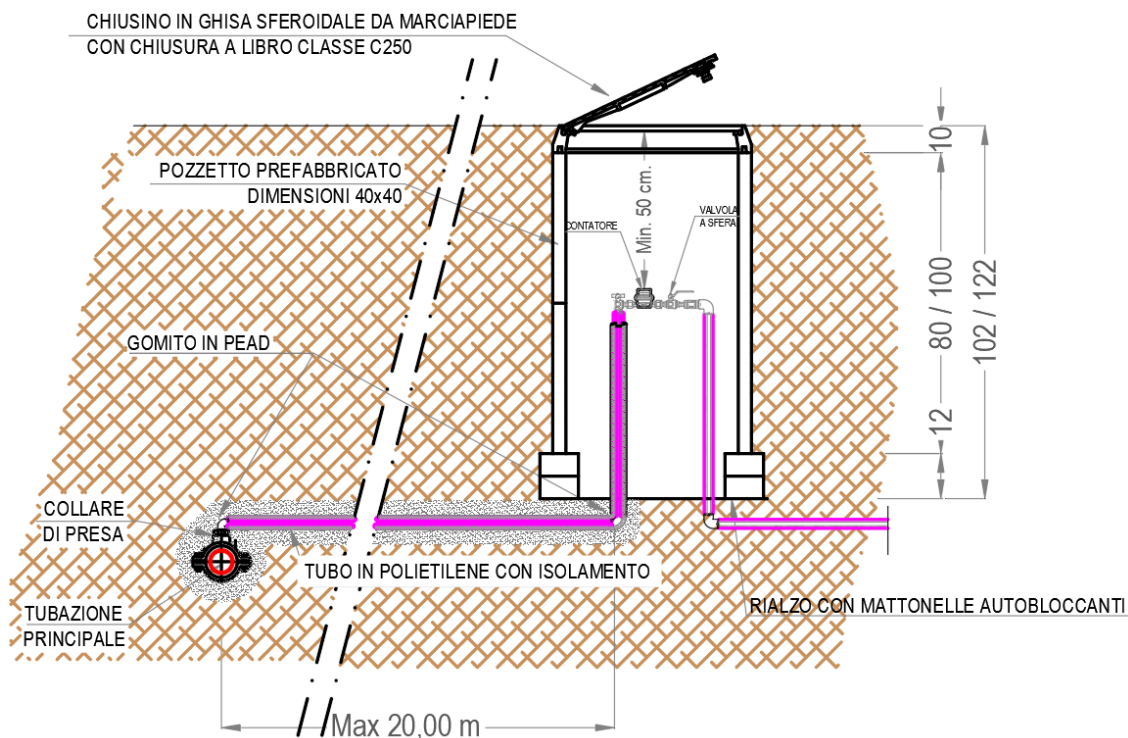 CHIUSINO IN GHISA SFEROIDALE DA MARCIAPIEDE
CON CHIUSURA A LIBRO CLASSE C250
POZZETTO PREFABBRICATO
DIMENSIONI 40x40
CONTATORE
Min. 50 cm.
VALVOLA
A SFERA
10
80 / 100
102 / 122
12
GOMITO IN PEAD
COLLARE
DI PRESA
TUBO IN POLIETILENE CON ISOLAMENTO
TUBAZIONE
PRINCIPALE
RIALZO CON MATTONELLE AUTOBLOCCANTI
Max 20,00 m